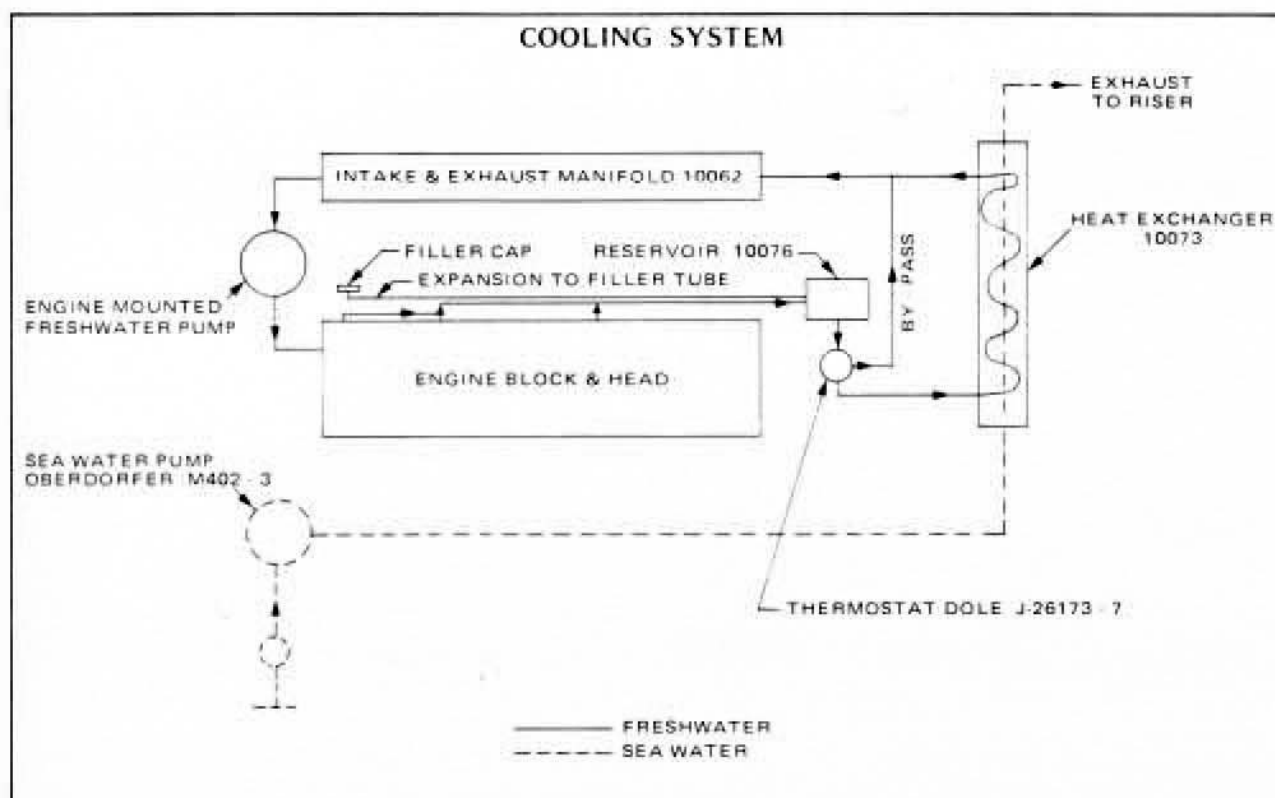 COOLING SYSTEM
EXHAUST
TO RISER
INTAKE & EXHAUST MANIFOLD 10062
HEAT EXCHANGER
10073
FILLER CAP
RESERVOIR 10076
EXPANSION TO FILLER TUBE
BY PASS
ENGINE MOUNTED
FRESHWATER PUMP
ENGINE BLOCK & HEAD
SEA WATER PUMP
OBERDORFER M402-3
THERMOSTAT DOLE J-26173-7
FRESHWATER
SEA WATER